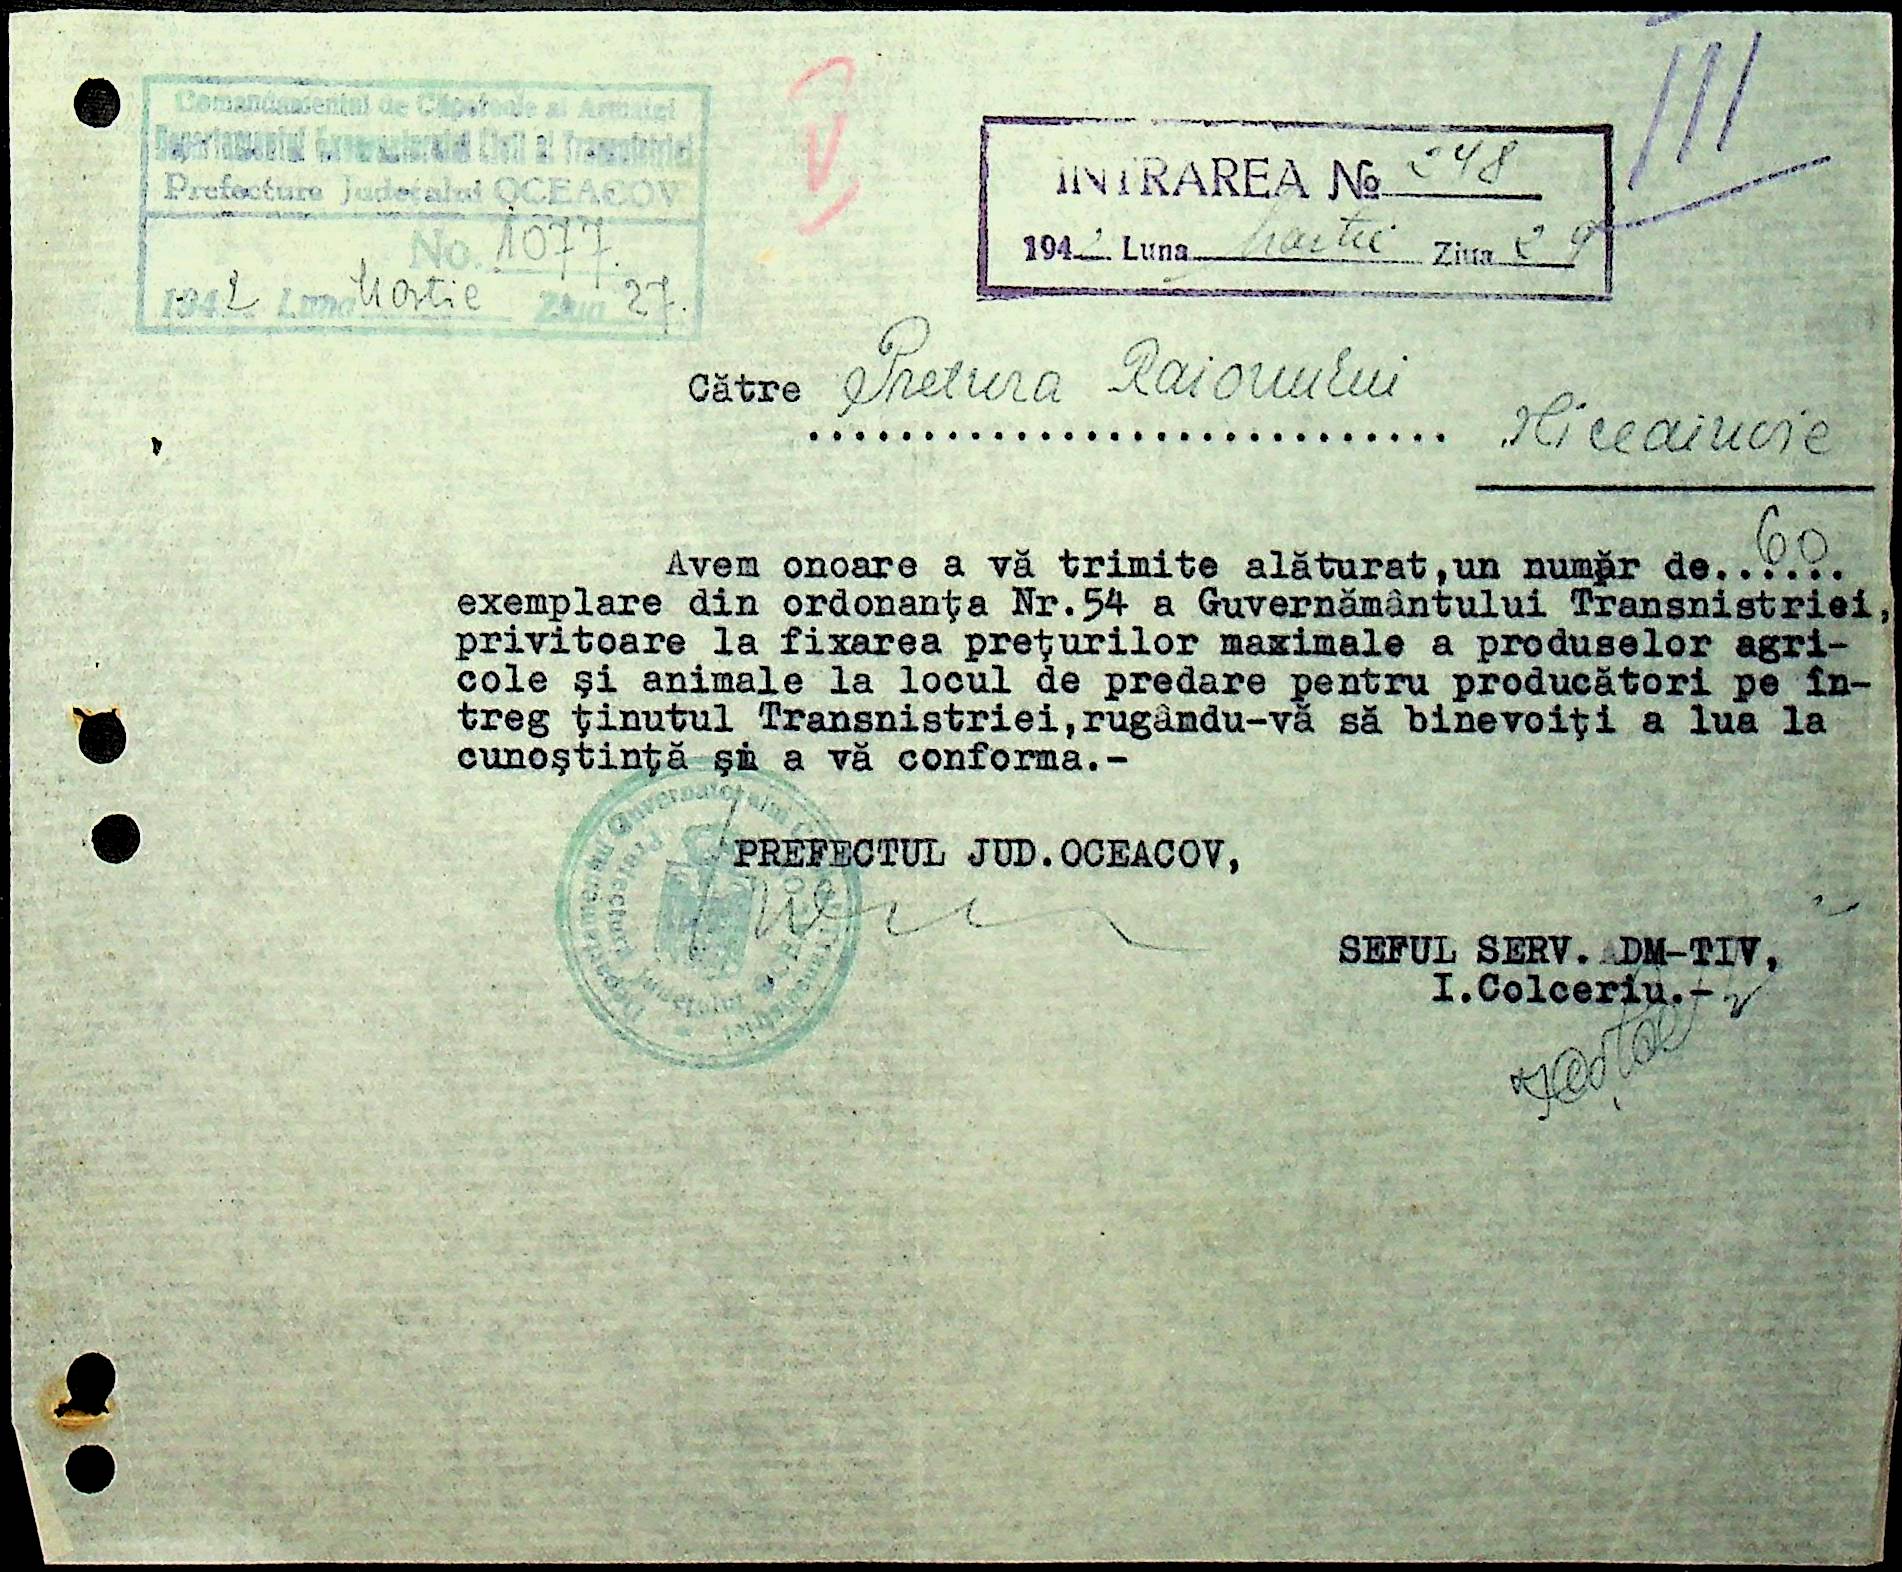 Comandamentul de Căpetenie al Armatei
Departamentul Guvernatorului Civil al Transnistriei
Prefectura Județului OCEACOV
No. 1077.
1942 Luna Martie Ziua 27.
V
III
INTRAREA No 248
1942 Luna Martie Ziua 29
Către Pretura Raionului
..............................
Avem onoare a vă trimite alăturat,un număr de..60....
exemplare din ordonanţa Nr.54 a Guvernământului Transnistriei,
privitoare la fixarea preţurilor maximale a produselor agri-
cole şi animale la locul de predare pentru producători pe în-
treg ţinutul Transnistriei,rugându-vă să binevoiţi a lua la
cunoştinţă şi a vă conforma.-
PREFECTUL JUD.OCEACOV,
SEFUL SERV. ADM-TIV,
I.Colceriu.-